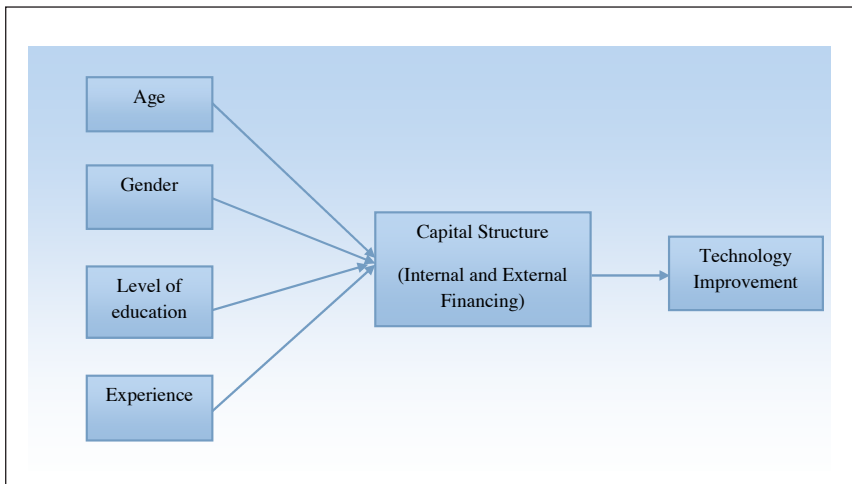 Age
Gender
Level of
education
Experience
Capital Structure
(Internal and External
Financing)
Technology
Improvement